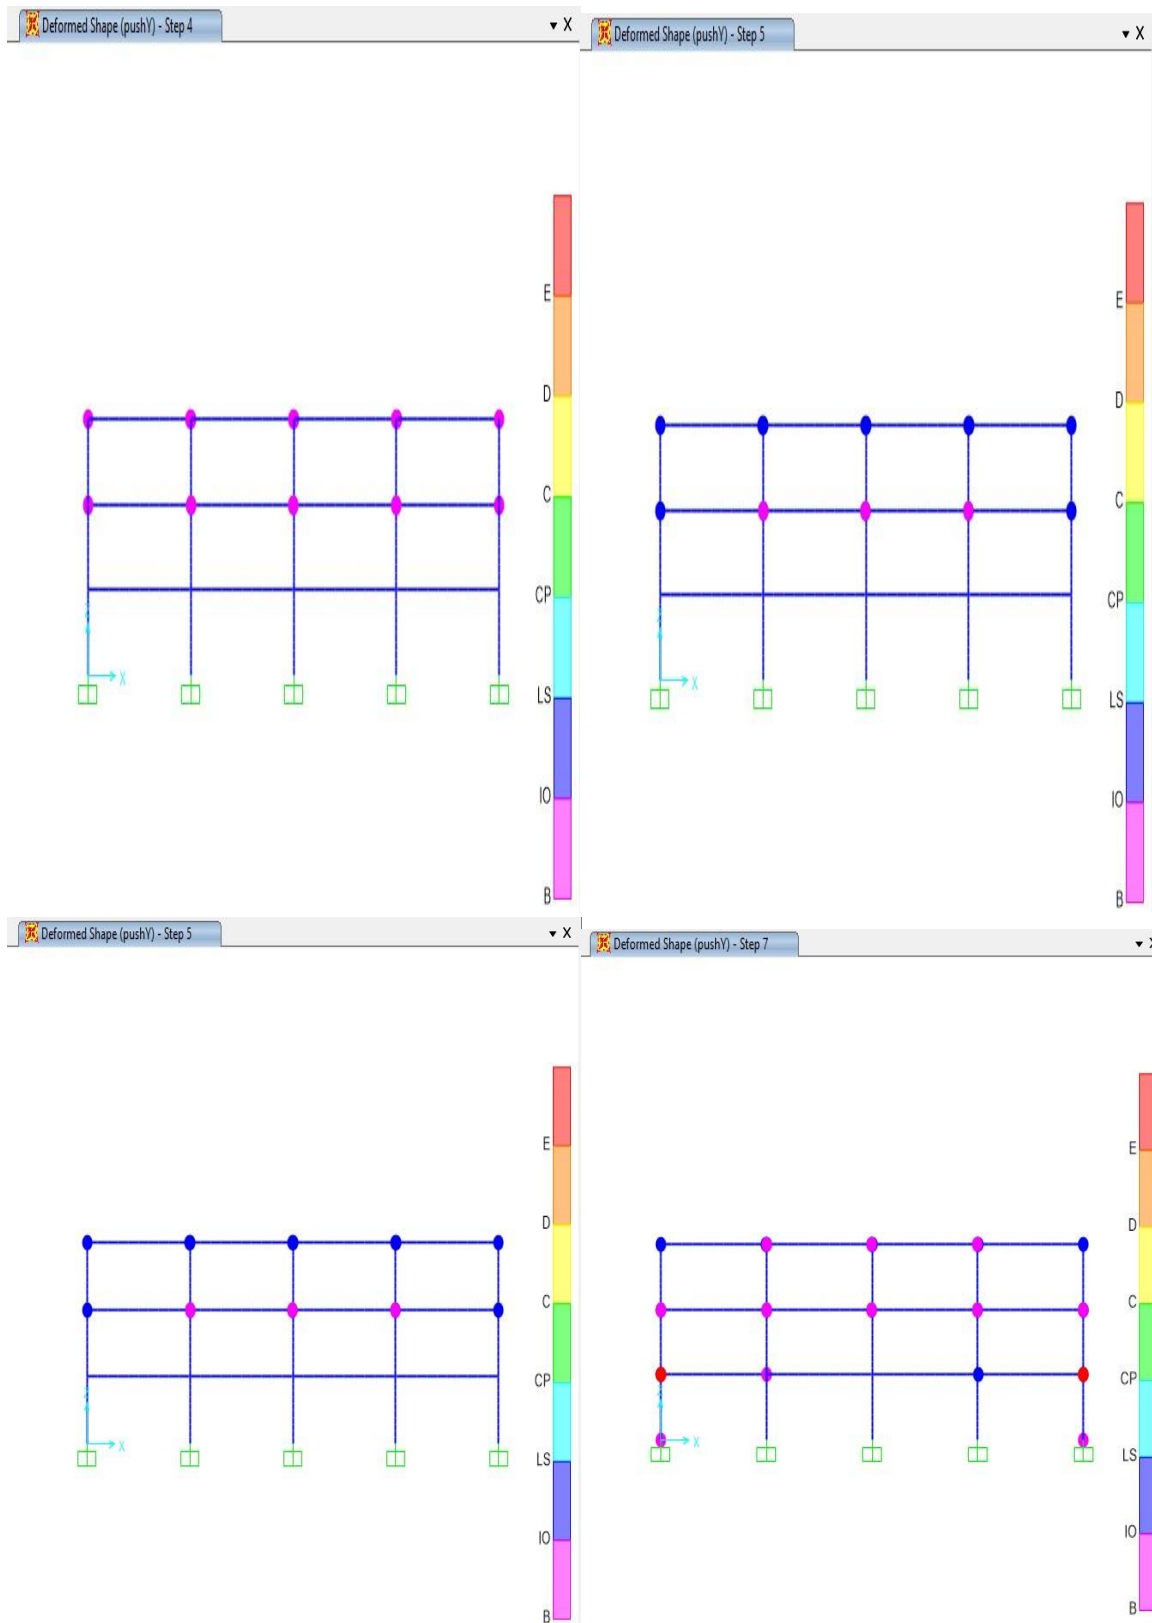 Deformed Shape (pushY) - Step 4
X
E
D
C
CP
LS
IO
B
X
Deformed Shape (pushY) - Step 5
X
E
D
C
CP
LS
IO
B
X
Deformed Shape (pushY) - Step 5
X
E
D
C
CP
LS
IO
B
X
Deformed Shape (pushY) - Step 7
E
D
C
CP
LS
IO
B
X